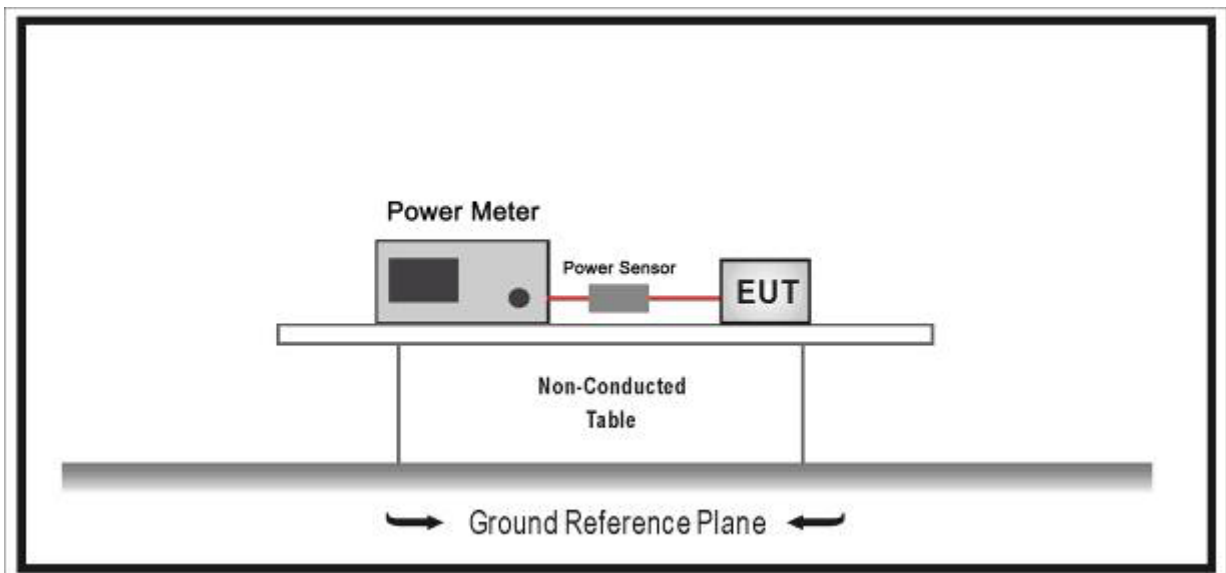 Power Meter
Power Sensor
EUT
Non-Conducted
Table
Ground Reference Plane